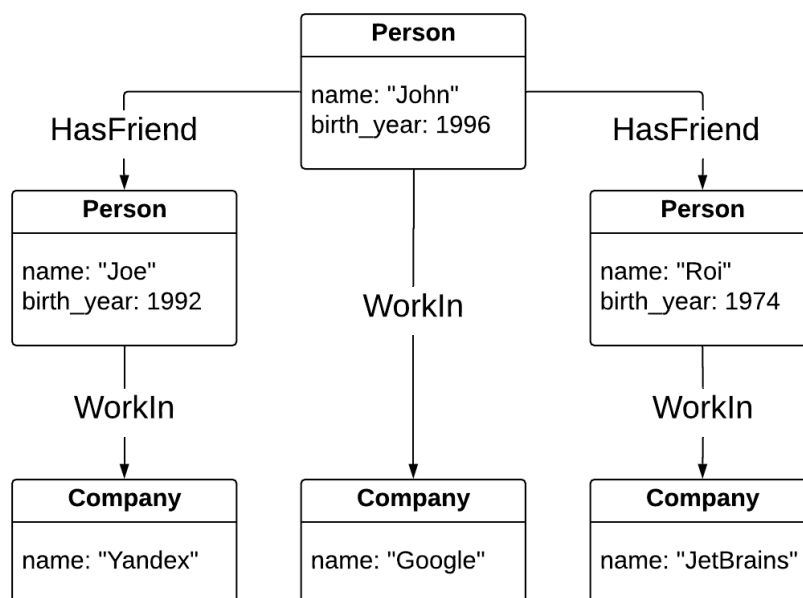 Person
name: "John"
birth_year: 1996
HasFriend
HasFriend
Person
name: "Joe"
birth_year: 1992
WorkIn
Person
name: "Roi"
birth_year: 1974
WorkIn
WorkIn
Company
name: "Yandex"
Company
name: "Google"
Company
name: "JetBrains"